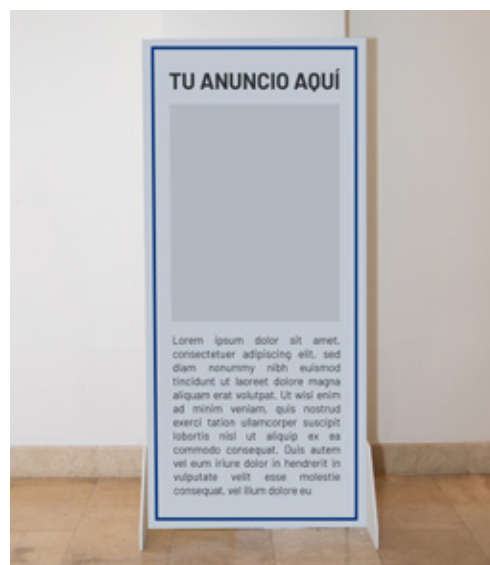 TU ANUNCIO AQUÍ
Lorem ipsum dolor sit amet,
consectetuer adipiscing elit, sed
diam nonummy nibh euismod
tincidunt ut laoreet dolore magna
aliquam erat volutpat. Ut wisi enim
ad minim veniam, quis nostrud
exerci tation ullamcorper suscipit
lobortis nisl ut aliquip ex ea
commodo consequat. Duis autem
vel eum iriure dolor in hendrerit in
vulputate velit esse molestie
consequat, vel illum dolore eu